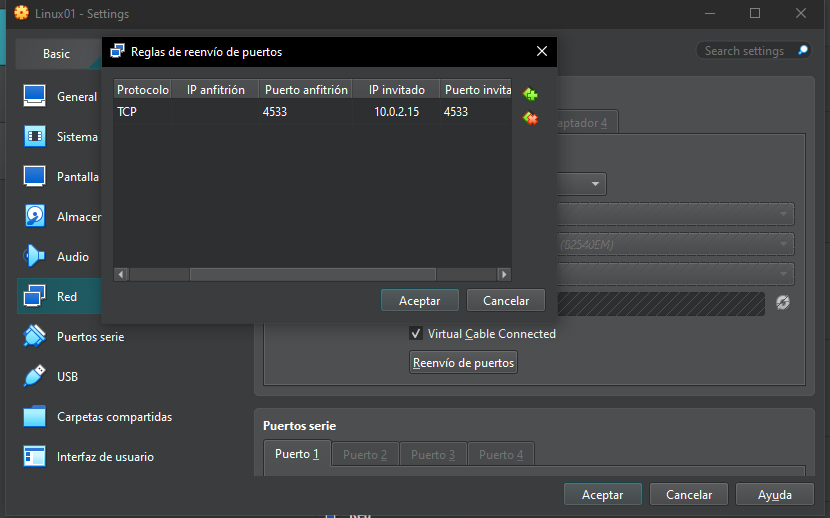 Linux01 - Settings
Basic
Reglas de reenvío de puertos
Search settings
Protocolo IP anfitrión Puerto anfitrión IP invitado Puerto invita
TCP 4533 10.0.2.15 4533
General
Sistema
Pantalla
Almacer
Audio
Red
Puertos serie
USB
Carpetas compartidas
Interfaz de usuario
aptador 4
(82540EM)
Aceptar Cancelar
Virtual Cable Connected
Reenvío de puertos
Puertos serie
Puerto 1 Puerto 2 Puerto 3 Puerto 4
Aceptar Cancelar Ayuda